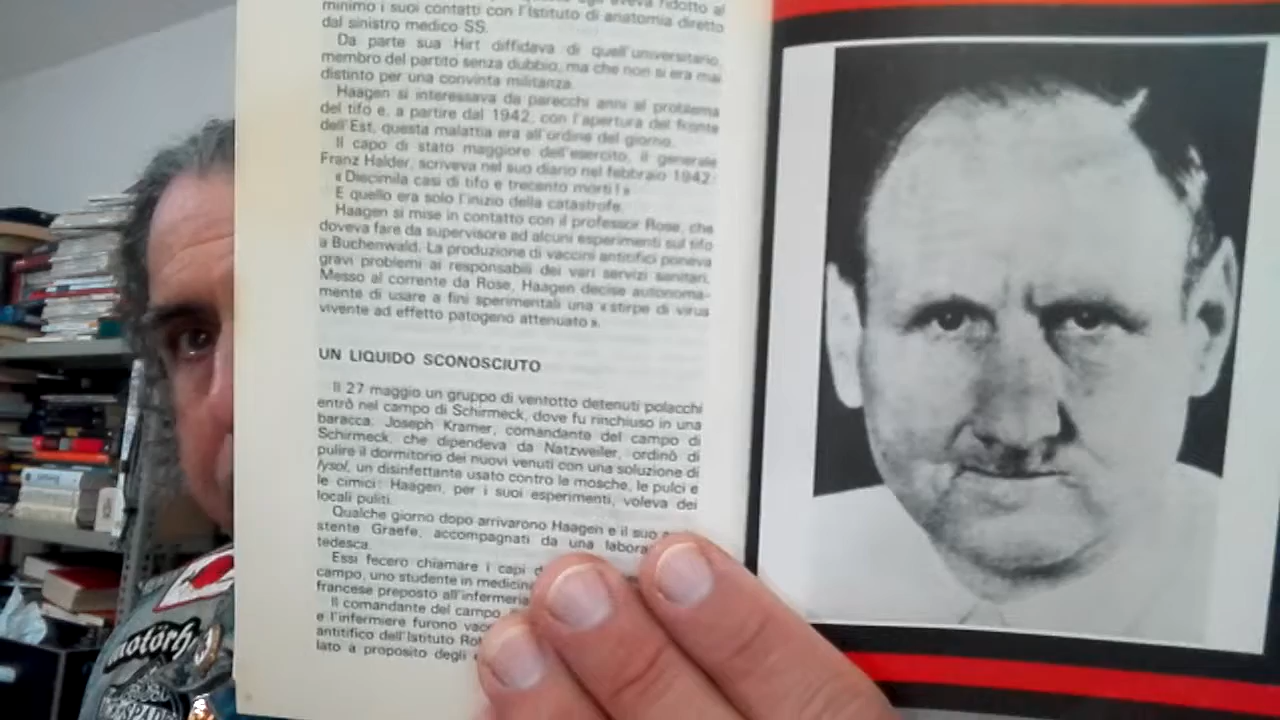 minimo i suoi contatti con l'Istituto di anatomia diretto
dal sinistro medico SS.
Da parte sua Hirt diffidava di quell'universitario,
membro del partito senza dubbio, ma che non si era mai
distinto per una convinta militanza.
Haagen si interessava da parecchi anni al problema
del tifo e, a partire dal 1942, con l'apertura del fronte
dell'Est, questa malattia era all'ordine del giorno.
Il capo di stato maggiore dell'esercito, il generale
Franz Halder, scriveva nel suo diario nel febbraio 1942:
« Diecimila casi di tifo e trecento morti! »
E quello era solo l'inizio della catastrofe.
Haagen si mise in contatto con il professor Rose, che
doveva fare da supervisore ad alcuni esperimenti sul tifo
a Buchenwald. La produzione di vaccini antitifici poneva
gravi problemi ai responsabili dei vari servizi sanitari.
Messo al corrente da Rose, Haagen decise autonoma-
mente di usare a fini sperimentali una « stirpe di virus
vivente ad effetto patogeno attenuato ».
UN LIQUIDO SCONOSCIUTO
Il 27 maggio un gruppo di ventotto detenuti polacchi
entrò nel campo di Schirmeck, dove fu rinchiuso in una
baracca. Joseph Kramer, comandante del campo di
Schirmeck, che dipendeva da Natzweiler, ordinò di
pulire il dormitorio dei nuovi venuti con una soluzione di
lysol, un disinfettante usato contro le mosche, le pulci e
le cimici: Haagen, per i suoi esperimenti, voleva dei
locali puliti.
Qualche giorno dopo arrivarono Haagen e il suo
stente Graefe, accompagnati da una
tedesca.
Essi fecero chiamare i capi
campo, uno studente in medicina
francese preposto all'infermeria
Il comandante del campo
e l'infermiere furono
antitifico dell'Istituto
lato a proposito degli
motörh